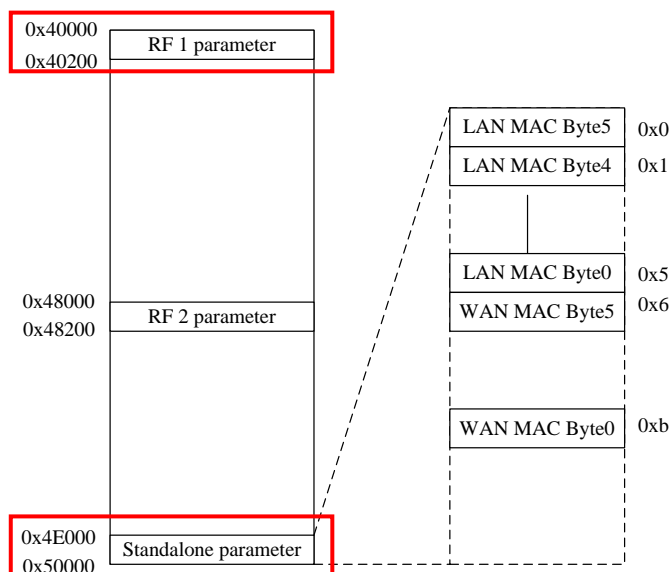 0x40000
RF 1 parameter
0x40200
LAN MAC Byte5
0x0
LAN MAC Byte4
0x1
LAN MAC Byte0
0x5
WAN MAC Byte5
0x6
0x48000
RF 2 parameter
0x48200
WAN MAC Byte0
0xb
0x4E000
Standalone parameter
0x50000